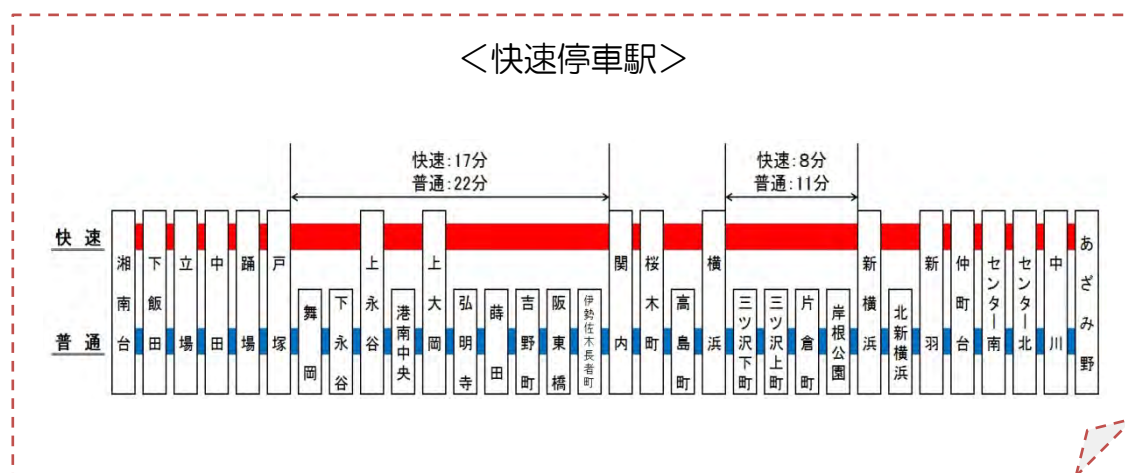 ＜快速停車駅＞
快速:17分
普通:22分
快速:8分
普通:11分
快速
普通
湘南台
下飯田
立場
中田
踊場
戸塚
舞岡
下永谷
上永谷
港南中央
上大岡
弘明寺
蒔田
吉野町
阪東橋
伊勢佐木長者町
関内
桜木町
高島町
横浜
三ツ沢下町
三ツ沢上町
片倉町
岸根公園
新横浜
北新横浜
新羽
仲町台
センター南
センター北
中川
あざみ野